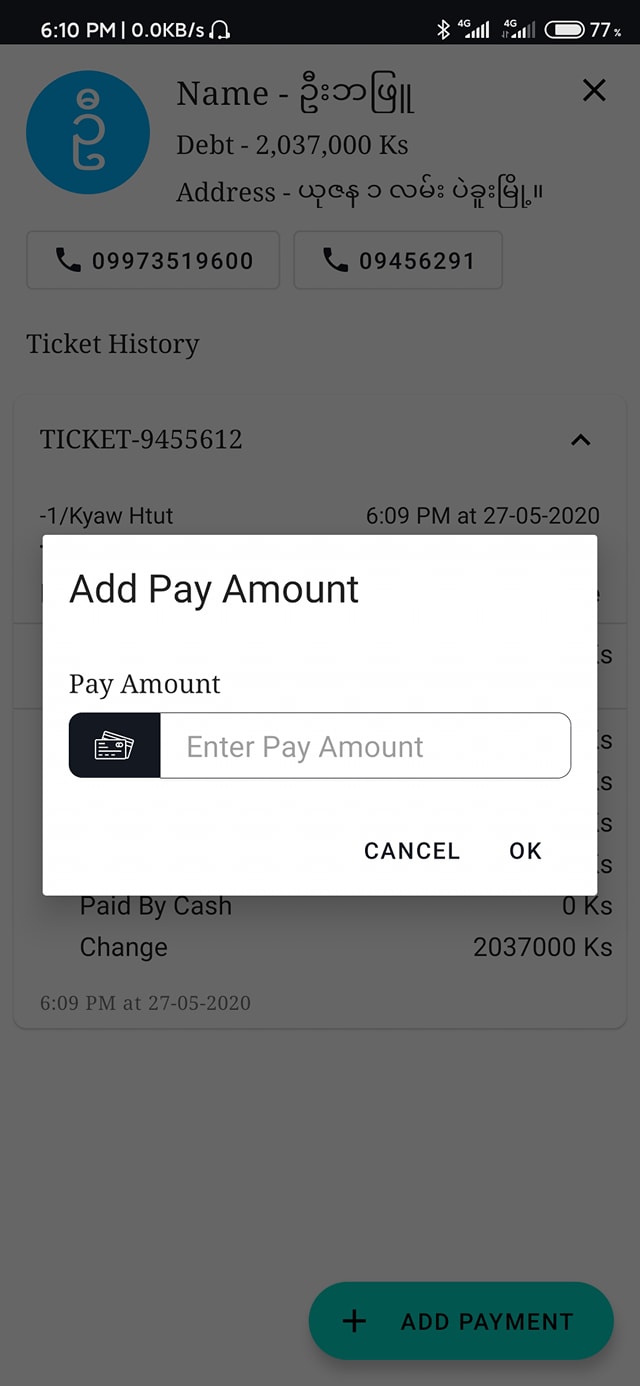 6:10 PM | 0.0KB/s 4G 4G 77%
ဦ
Name - ဦးဘဖြူ
Debt - 2,037,000 Ks
Address - ယုဇန ၁ လမ်း ပဲခူးမြို့။
09973519600 09456291
Ticket History
TICKET-9455612
-1/Kyaw Htut 6:09 PM at 27-05-2020
Add Pay Amount
Pay Amount
Enter Pay Amount
CANCEL OK
Paid By Cash 0 Ks
Change 2037000 Ks
6:09 PM at 27-05-2020
+ ADD PAYMENT